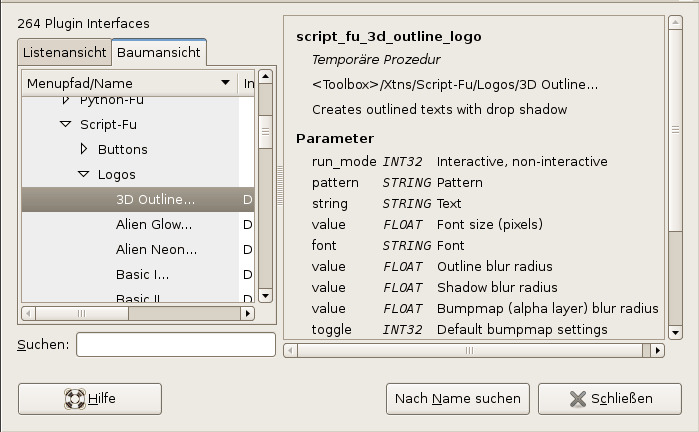 264 Plugin Interfaces
Listenansicht
Baumansicht
Menupfad/Name
In
Python-Fu
Script-Fu
Buttons
Logos
3D Outline...
D
Alien Glow...
D
Alien Neon...
D
Basic I...
D
Basic II...
Suchen:
script_fu_3d_outline_logo
Temporäre Prozedur
<Toolbox>/Xtns/Script-Fu/Logos/3D Outline...
Creates outlined texts with drop shadow
Parameter
run_mode INT32 Interactive, non-interactive
pattern STRING Pattern
string STRING Text
value FLOAT Font size (pixels)
font STRING Font
value FLOAT Outline blur radius
value FLOAT Shadow blur radius
value FLOAT Bumpmap (alpha layer) blur radius
toggle INT32 Default bumpmap settings
Hilfe
Nach Name suchen
Schließen